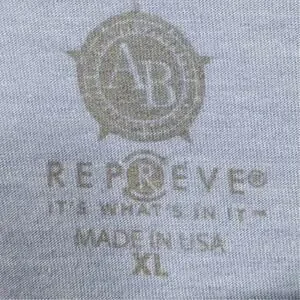 AB
REPREVE®
IT'S WHAT'S IN IT™
MADE IN USA
XL